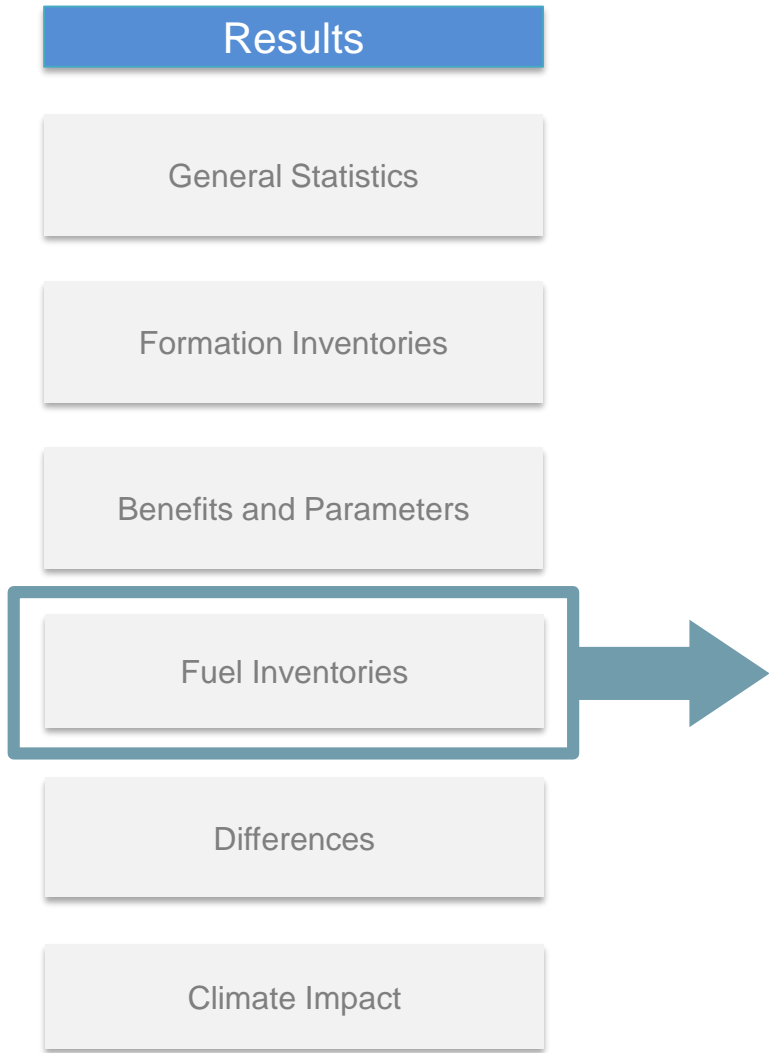 Results
General Statistics
Formation Inventories
Benefits and Parameters
Fuel Inventories
Differences
Climate Impact